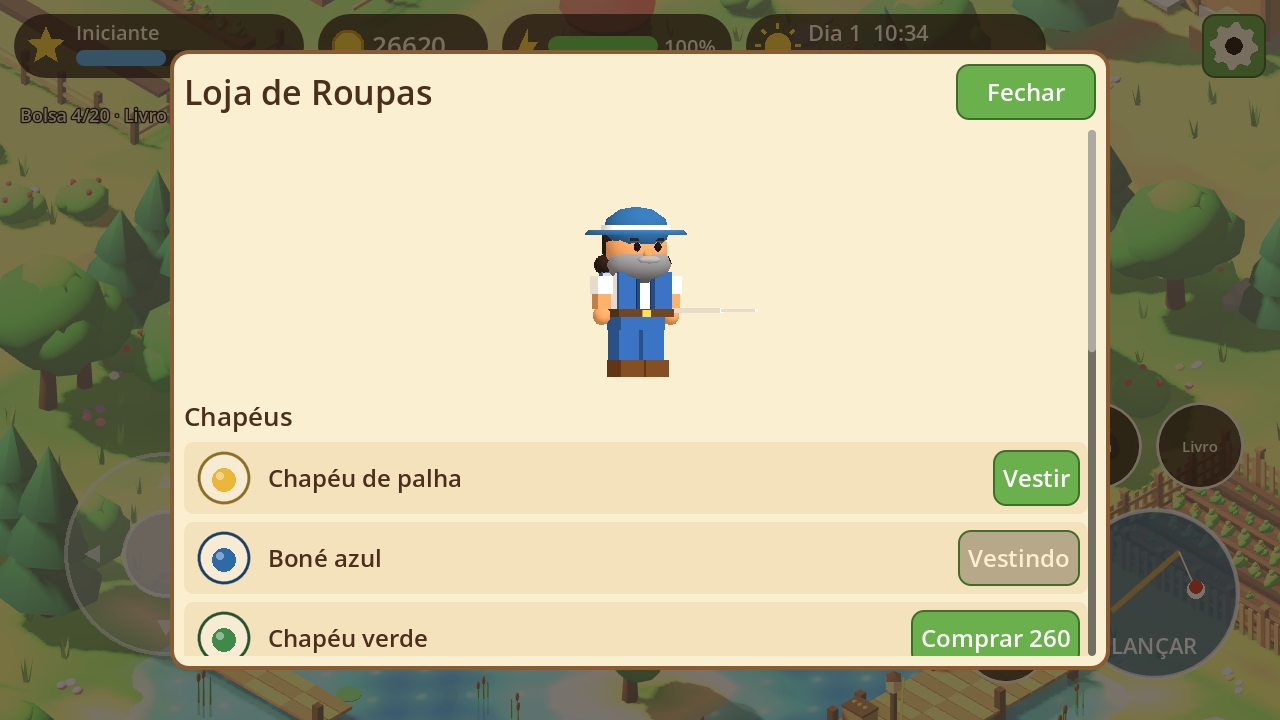 Iniciante
26620
100%
Dia 1 10:34
Bolsa 4/20 · Livro
Loja de Roupas
Fechar
Chapéus
Chapéu de palha
Vestir
Boné azul
Vestindo
Chapéu verde
Comprar 260
Livro
LANÇAR